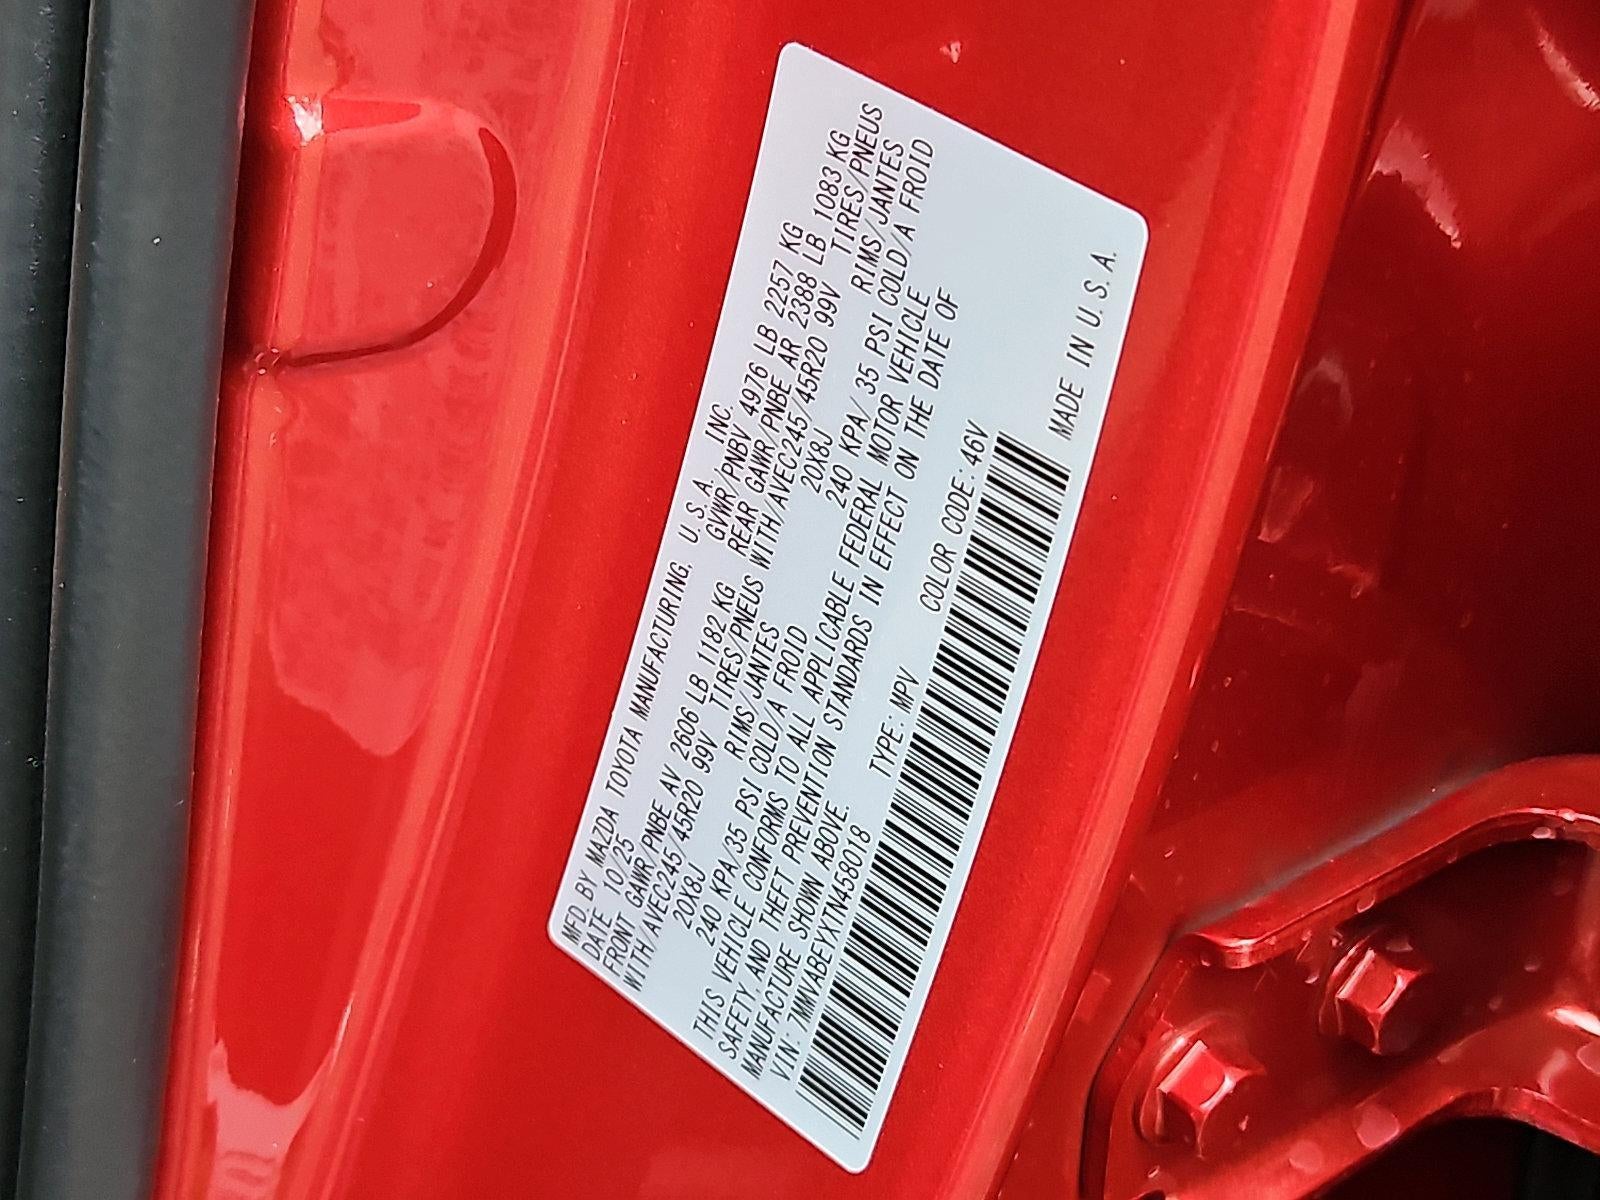 MFD BY MAZDA TOYOTA MANUFACTURING, U.S.A. INC.
DATE 10/25 GVWR/PNBV 4976 LB 2257 KG
FRONT GAWR/PNBE AV 2606 LB 1182 KG REAR GAWR/PNBE AR 2388 LB 1083 KG
WITH/AVEC245/45R20 99V TIRES/PNEUS WITH/AVEC245/45R20 99V TIRES/PNEUS
20X8J RIMS/JANTES 20X8J RIMS/JANTES
240 KPA/35 PSI COLD/A FROID 240 KPA/35 PSI COLD/A FROID
THIS VEHICLE CONFORMS TO ALL APPLICABLE FEDERAL MOTOR VEHICLE
SAFETY, AND THEFT PREVENTION STANDARDS IN EFFECT ON THE DATE OF
MANUFACTURE SHOWN ABOVE.
VIN: 7MMVABEYXTN458018 TYPE: MPV COLOR CODE: 46V
MADE IN U.S.A.